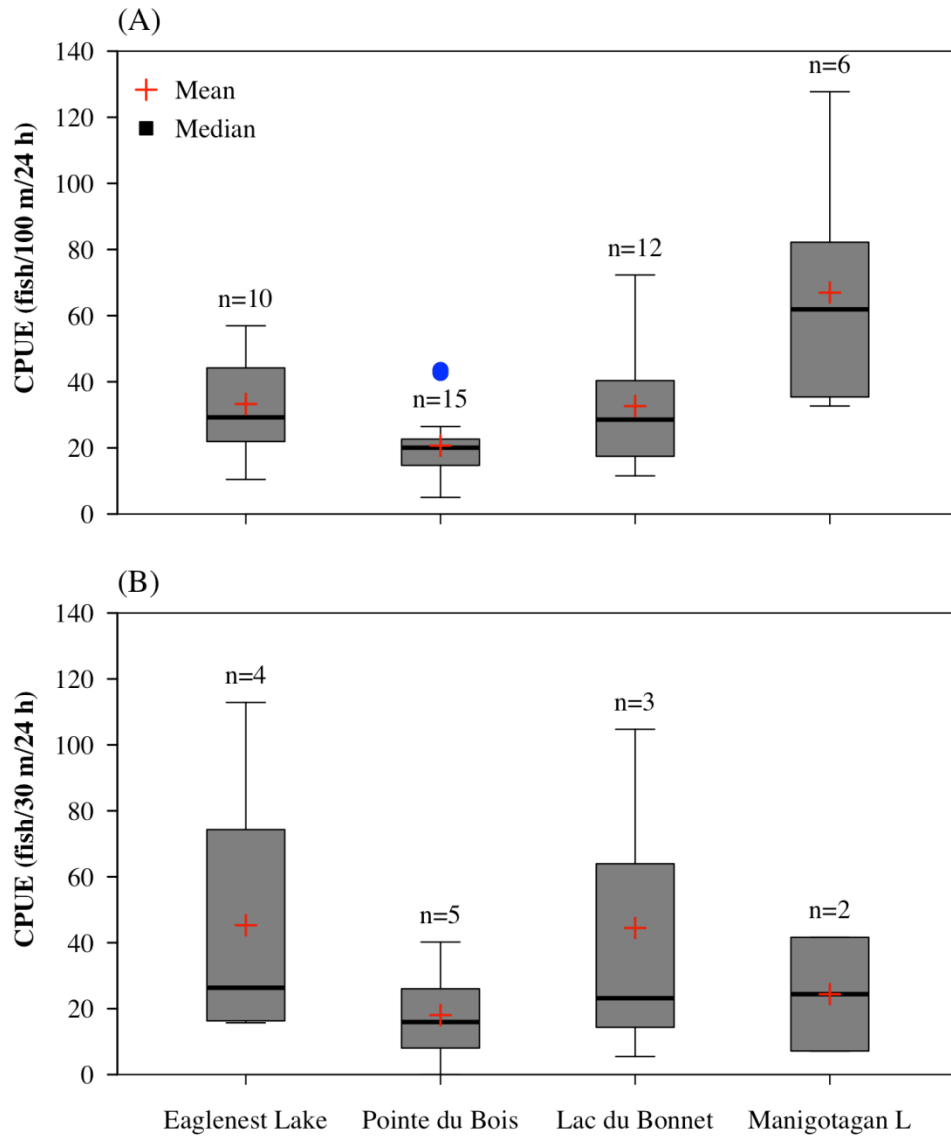 (A)
CPUE (fish/100 m/24 h)
140
120
100
80
60
40
20
0
Mean
Median
n=10
n=15
n=12
n=6
(B)
CPUE (fish/30 m/24 h)
140
120
100
80
60
40
20
0
n=4
n=5
n=3
n=2
Eaglenest Lake
Pointe du Bois
Lac du Bonnet
Manigotagan L